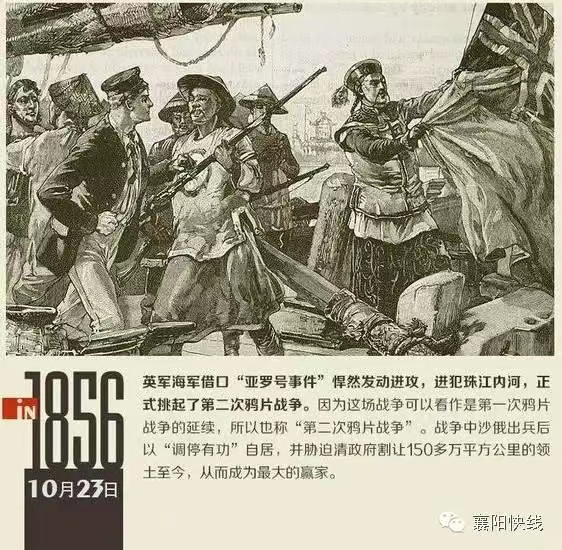 英军海军借口“亚罗号事件”悍然发动进攻，进犯珠江内河，正
式挑起了第二次鸦片战争。因为这场战争可以看作是第一次鸦片
战争的延续，所以也称“第二次鸦片战争”。战争中沙俄出兵后
以“调停有功”自居，并胁迫清政府割让150多万平方公里的领
土至今，从而成为最大的赢家。
iN
1856
10月23日
襄阳快线